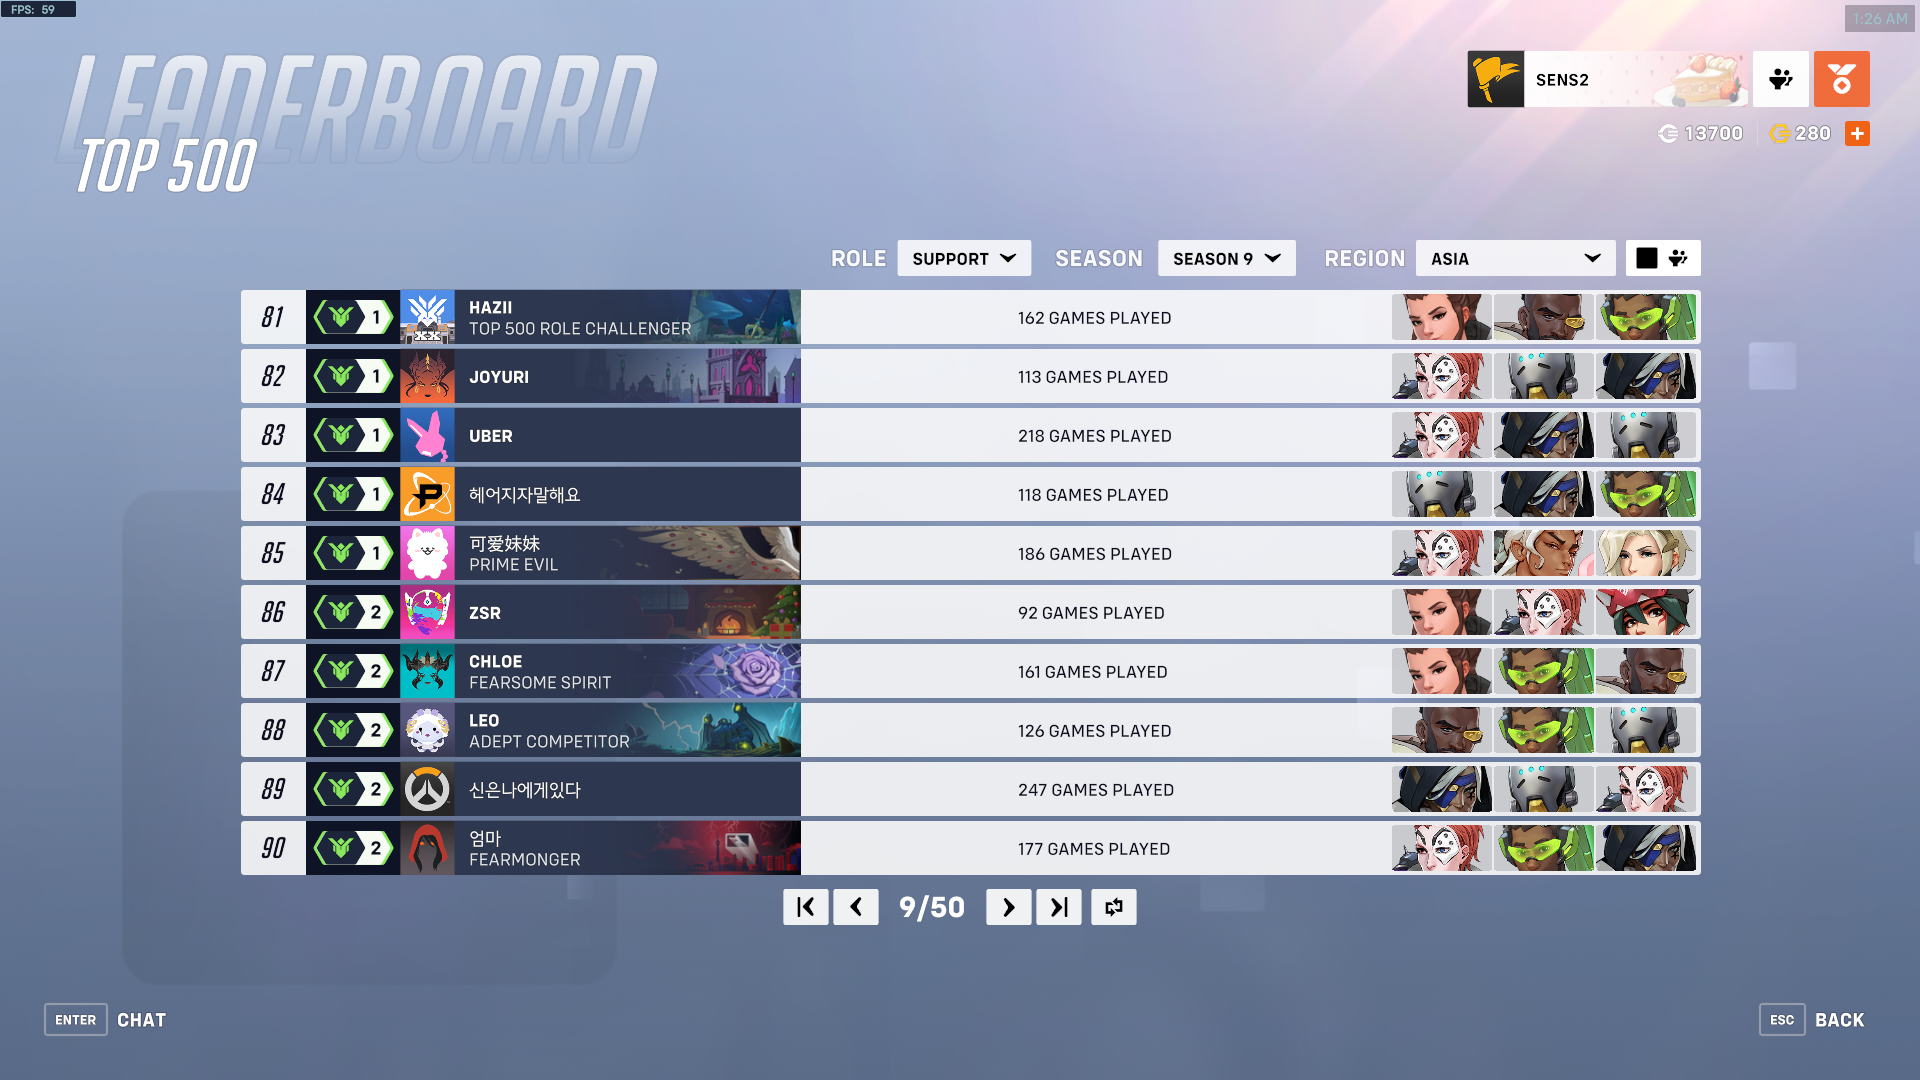 FPS: 59
1:26 AM
LEADERBOARD
TOP 500
SENS2
13700
280
ROLE SUPPORT SEASON SEASON 9 REGION ASIA
81 1 HAZII
TOP 500 ROLE CHALLENGER
162 GAMES PLAYED
82 1 JOYURI 113 GAMES PLAYED
83 1 UBER 218 GAMES PLAYED
84 1 헤어지자말해요 118 GAMES PLAYED
85 1 可爱妹妹
PRIME EVIL
186 GAMES PLAYED
86 2 ZSR 92 GAMES PLAYED
87 2 CHLOE
FEARSOME SPIRIT
161 GAMES PLAYED
88 2 LEO
ADEPT COMPETITOR
126 GAMES PLAYED
89 2 신은나에게있다 247 GAMES PLAYED
90 2 엄마
FEARMONGER
177 GAMES PLAYED
9/50
ENTER CHAT
ESC BACK